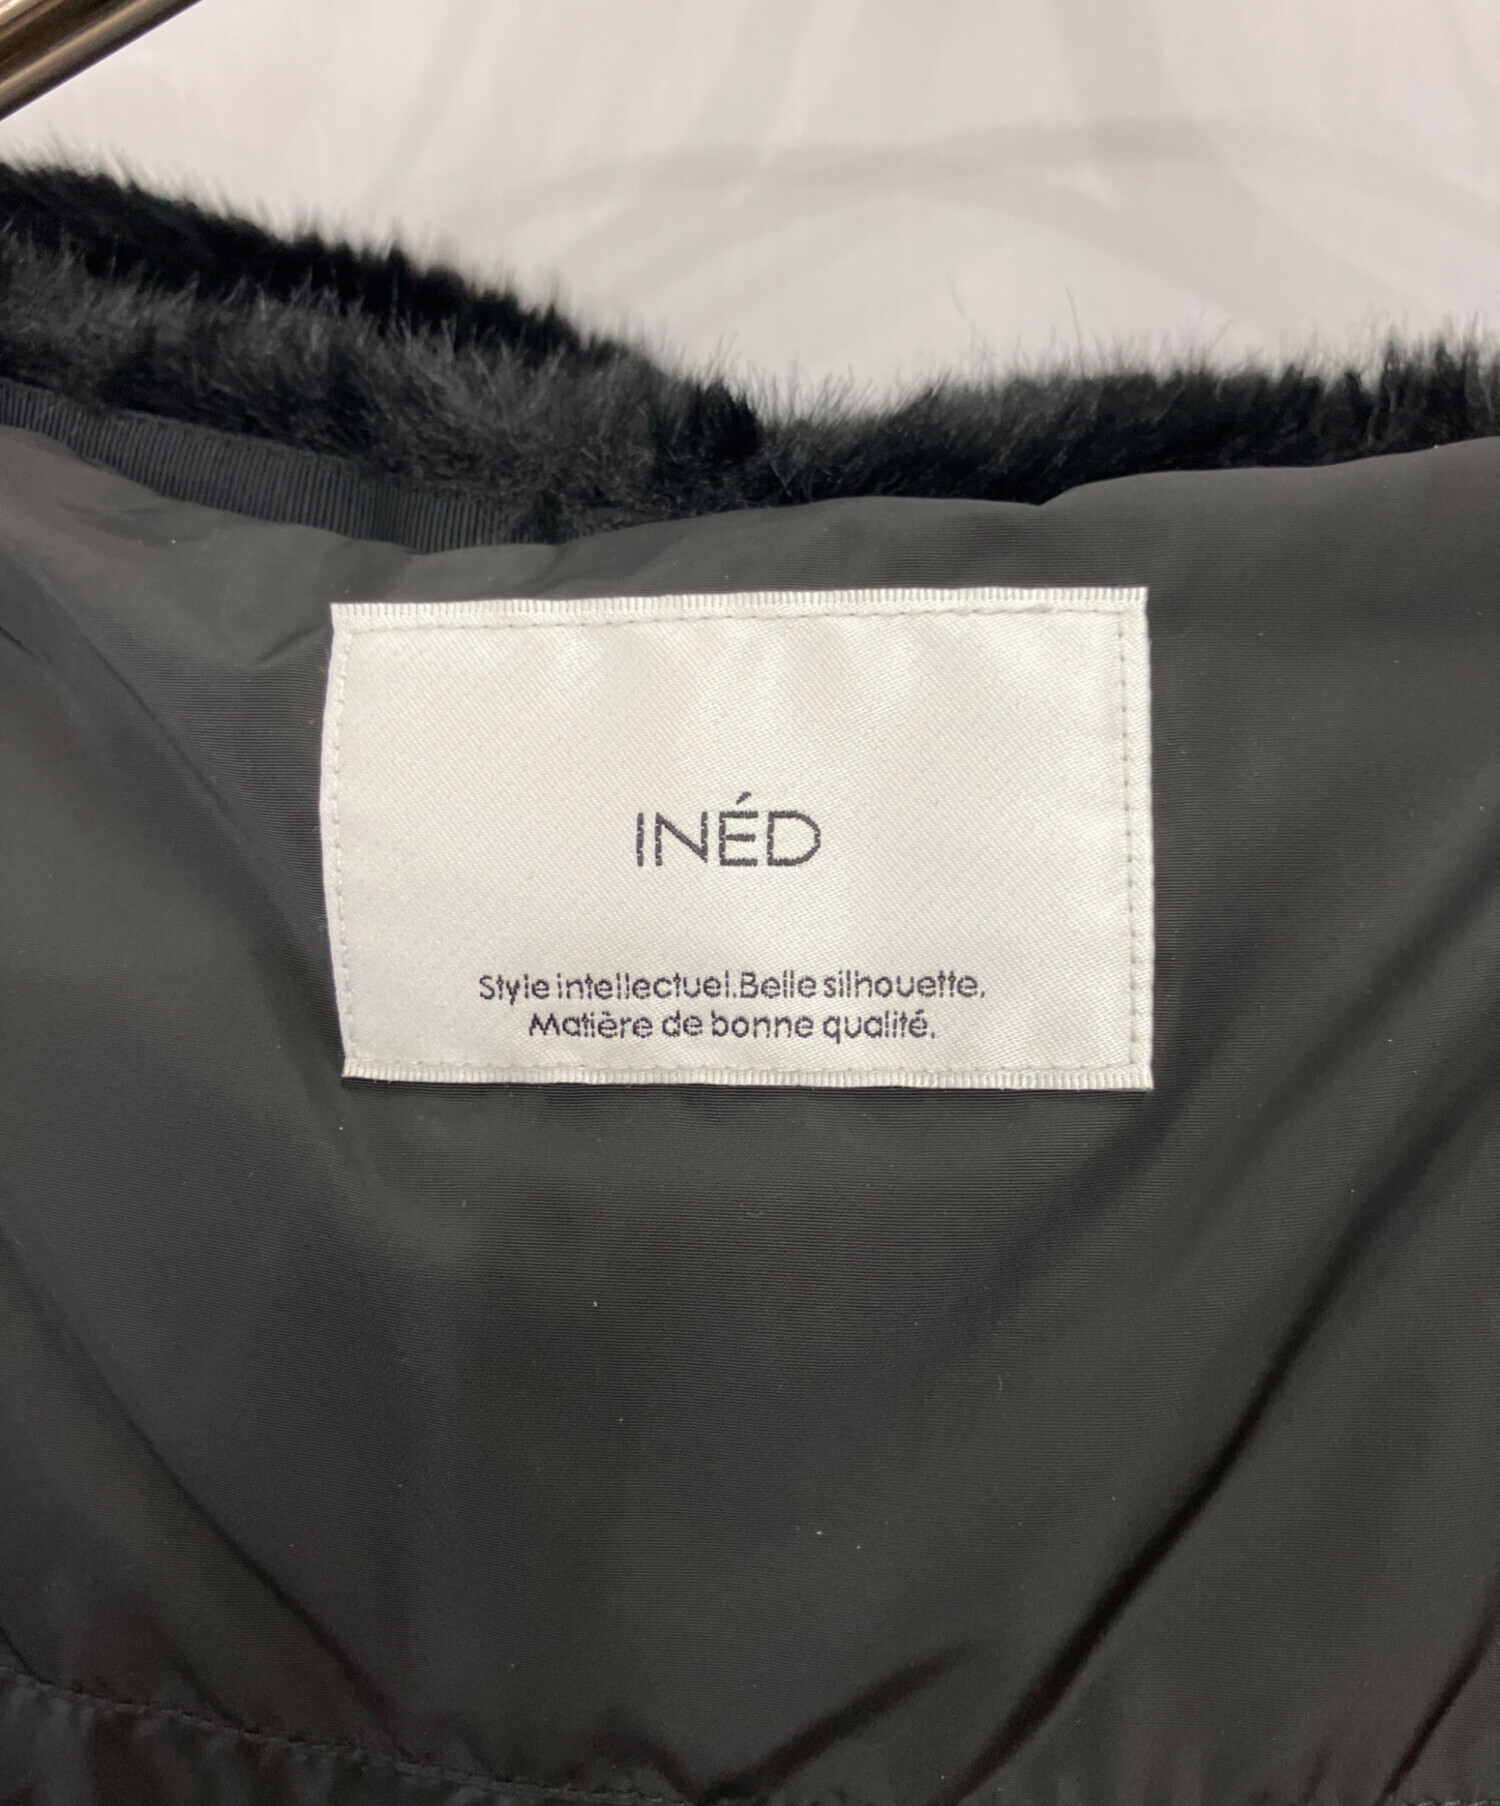 INÉD
Style intellectuel.Belle silhouette.
Matière de bonne qualité.